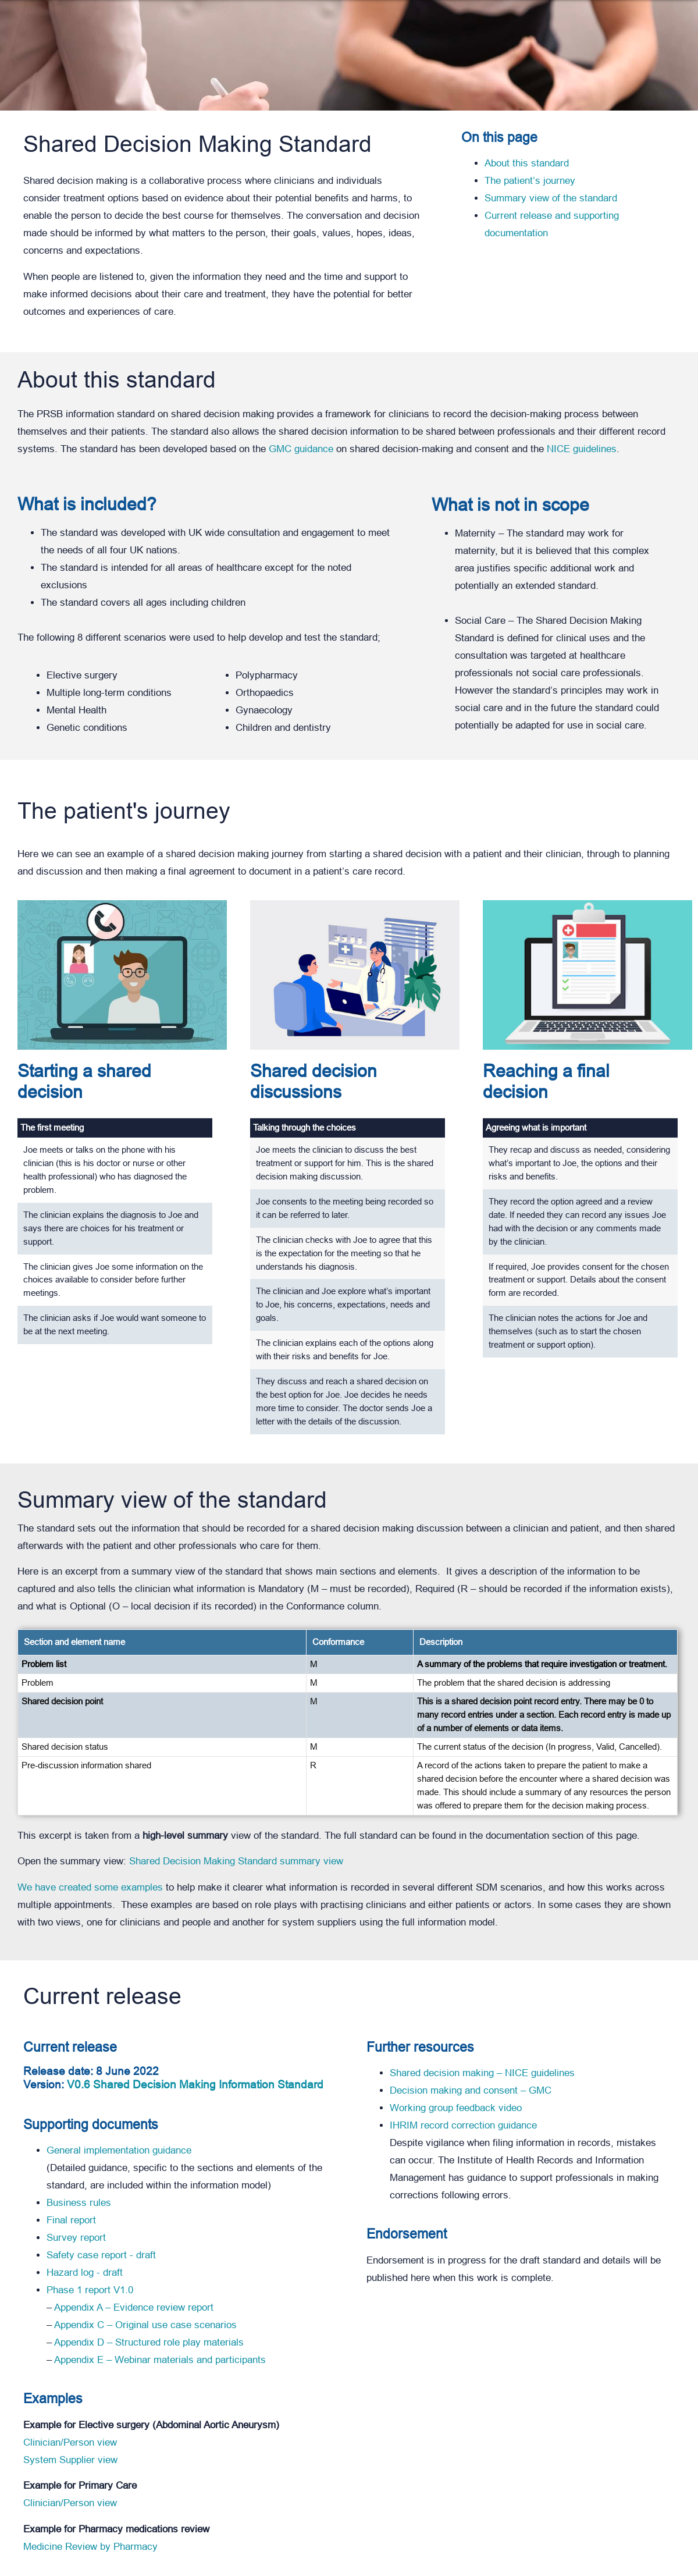 Shared Decision Making Standard
Shared decision making is a collaborative process where clinicians and individuals
consider treatment options based on evidence about their potential benefits and harms, to
enable the person to decide the best course for themselves. The conversation and decision
made should be informed by what matters to the person, their goals, values, hopes, ideas,
concerns and expectations.
When people are listened to, given the information they need and the time and support to
make informed decisions about their care and treatment, they have the potential for better
outcomes and experiences of care.
On this page
• About this standard
• The patient's journey
• Summary view of the standard
• Current release and supporting
documentation
About this standard
The PRSB information standard on shared decision making provides a framework for clinicians to record the decision-making process between
themselves and their patients. The standard also allows the shared decision information to be shared between professionals and their different record
systems. The standard has been developed based on the GMC guidance on shared decision-making and consent and the NICE guidelines.
What is included?
• The standard was developed with UK wide consultation and engagement to meet
the needs of all four UK nations.
• The standard is intended for all areas of healthcare except for the noted
exclusions
• The standard covers all ages including children
The following 8 different scenarios were used to help develop and test the standard;
• Elective surgery
• Multiple long-term conditions
• Mental Health
• Genetic conditions
• Polypharmacy
• Orthopaedics
• Gynaecology
• Children and dentistry
What is not in scope
• Maternity – The standard may work for
maternity, but it is believed that this complex
area justifies specific additional work and
potentially an extended standard.
• Social Care – The Shared Decision Making
Standard is defined for clinical uses and the
consultation was targeted at healthcare
professionals not social care professionals.
However the standard's principles may work in
social care and in the future the standard could
potentially be adapted for use in social care.
The patient's journey
Here we can see an example of a shared decision making journey from starting a shared decision with a patient and their clinician, through to planning
and discussion and then making a final agreement to document in a patient's care record.
Starting a shared
decision
The first meeting
Joe meets or talks on the phone with his
clinician (this is his doctor or nurse or other
health professional) who has diagnosed the
problem.
The clinician explains the diagnosis to Joe and
says there are choices for his treatment or
support.
The clinician gives Joe some information on the
choices available to consider before further
meetings.
The clinician asks if Joe would want someone to
be at the next meeting.
Shared decision
discussions
Talking through the choices
Joe meets the clinician to discuss the best
treatment or support for him. This is the shared
decision making discussion.
Joe consents to the meeting being recorded so
it can be referred to later.
The clinician checks with Joe to agree that this
is the expectation for the meeting so that he
understands his diagnosis.
The clinician and Joe explore what's important
to Joe, his concerns, expectations, needs and
goals.
The clinician explains each of the options along
with their risks and benefits for Joe.
They discuss and reach a shared decision on
the best option for Joe. Joe decides he needs
more time to consider. The doctor sends Joe a
letter with the details of the discussion.
Reaching a final
decision
Agreeing what is important
They recap and discuss as needed, considering
what's important to Joe, the options and their
risks and benefits.
They record the option agreed and a review
date. If needed they can record any issues Joe
had with the decision or any comments made
by the clinician.
If required, Joe provides consent for the chosen
treatment or support. Details about the consent
form are recorded.
The clinician notes the actions for Joe and
themselves (such as to start the chosen
treatment or support option).
Summary view of the standard
The standard sets out the information that should be recorded for a shared decision making discussion between a clinician and patient, and then shared
afterwards with the patient and other professionals who care for them.
Here is an excerpt from a summary view of the standard that shows main sections and elements. It gives a description of the information to be
captured and also tells the clinician what information is Mandatory (M – must be recorded), Required (R – should be recorded if the information exists),
and what is Optional (O – local decision if its recorded) in the Conformance column.
Section and element name Conformance Description
Problem list M A summary of the problems that require investigation or treatment.
Problem M The problem that the shared decision is addressing
Shared decision point M This is a shared decision point record entry. There may be 0 to
many record entries under a section. Each record entry is made up
of a number of elements or data items.
Shared decision status M The current status of the decision (In progress, Valid, Cancelled).
Pre-discussion information shared R A record of the actions taken to prepare the patient to make a
shared decision before the encounter where a shared decision was
made. This should include a summary of any resources the person
was offered to prepare them for the decision making process.
This excerpt is taken from a high-level summary view of the standard. The full standard can be found in the documentation section of this page.
Open the summary view: Shared Decision Making Standard summary view
We have created some examples to help make it clearer what information is recorded in several different SDM scenarios, and how this works across
multiple appointments. These examples are based on role plays with practising clinicians and either patients or actors. In some cases they are shown
with two views, one for clinicians and people and another for system suppliers using the full information model.
Current release
Current release
Release date: 8 June 2022
Version: V0.6 Shared Decision Making Information Standard
Supporting documents
• General implementation guidance
(Detailed guidance, specific to the sections and elements of the
standard, are included within the information model)
• Business rules
• Final report
• Survey report
• Safety case report - draft
• Hazard log - draft
• Phase 1 report V1.0
– Appendix A – Evidence review report
– Appendix C – Original use case scenarios
– Appendix D – Structured role play materials
– Appendix E – Webinar materials and participants
Examples
Example for Elective surgery (Abdominal Aortic Aneurysm)
Clinician/Person view
System Supplier view
Example for Primary Care
Clinician/Person view
Example for Pharmacy medications review
Medicine Review by Pharmacy
Further resources
• Shared decision making – NICE guidelines
• Decision making and consent – GMC
• Working group feedback video
• IHRIM record correction guidance
Despite vigilance when filing information in records, mistakes
can occur. The Institute of Health Records and Information
Management has guidance to support professionals in making
corrections following errors.
Endorsement
Endorsement is in progress for the draft standard and details will be
published here when this work is complete.